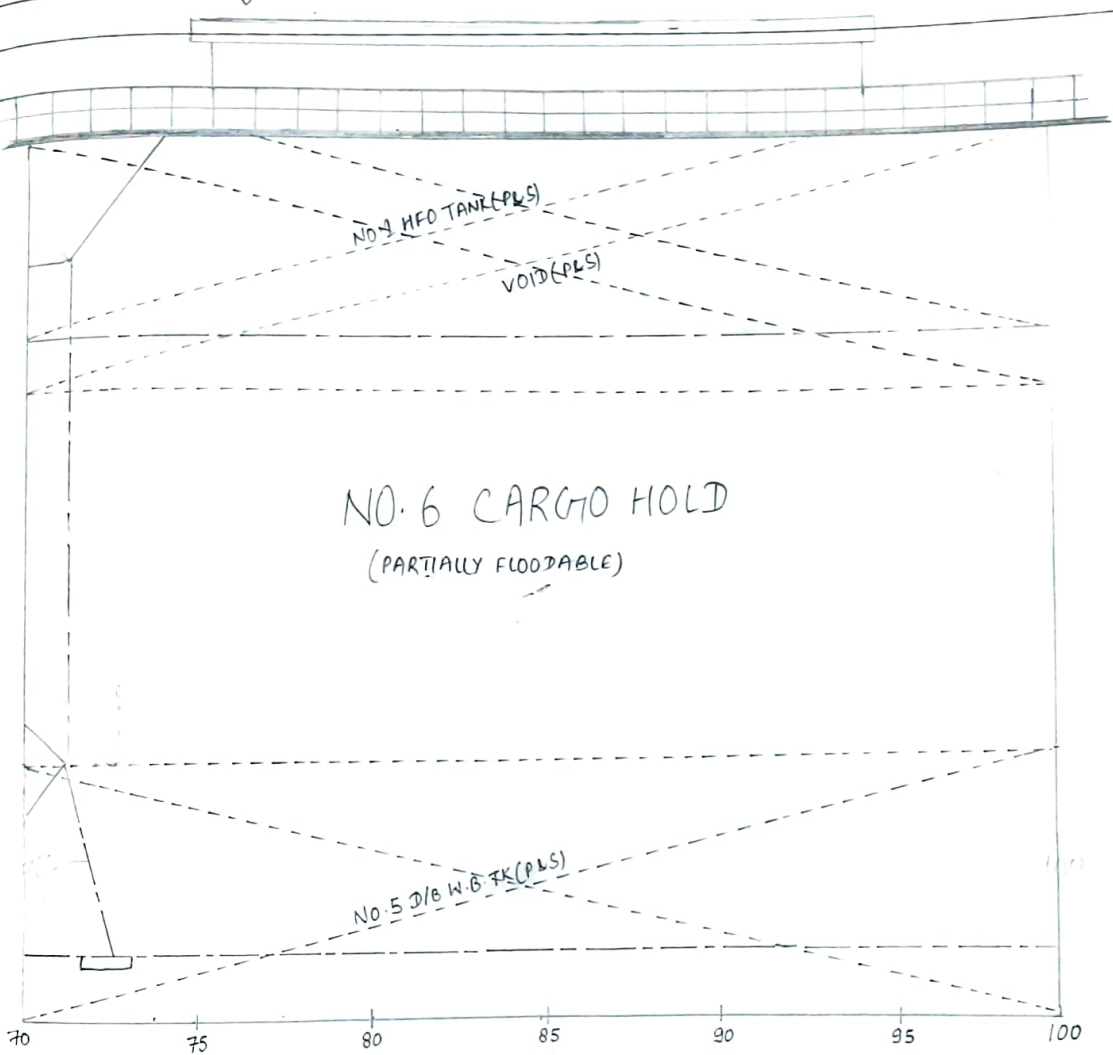 NO.1 HFO TANK(P&S)
VOID(P&S)
NO.6 CARGO HOLD
(PARTIALLY FLOODABLE)
NO.5 D/B W.B.TK(P&S)
70 75 80 85 90 95 100